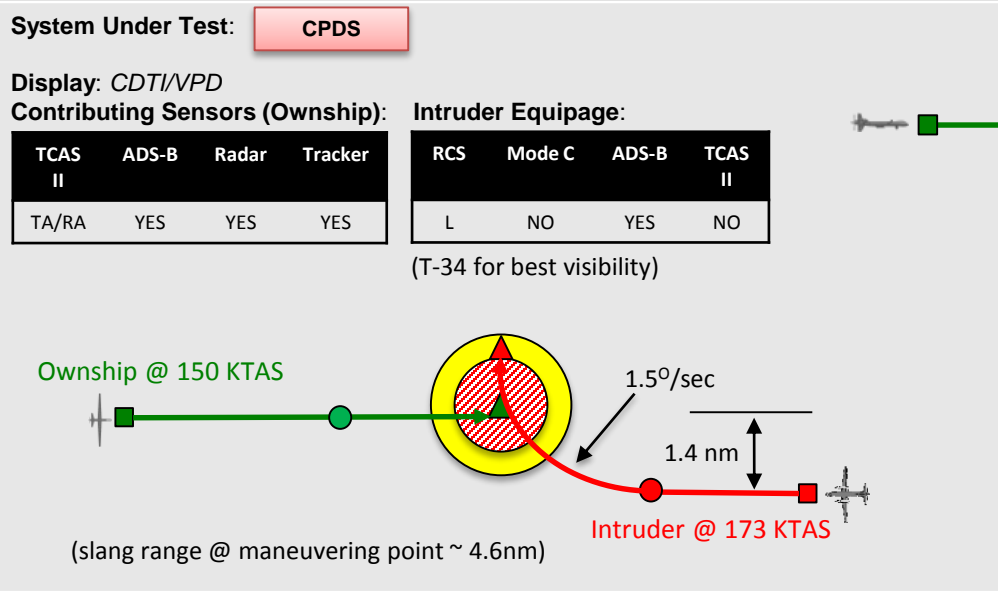 System Under Test:
CPDS
Display: CDTI/VPD
Contributing Sensors (Ownship):
Intruder Equipage:
TCAS II ADS-B Radar Tracker
TA/RA YES YES YES
RCS Mode C ADS-B TCAS II
L NO YES NO
(T-34 for best visibility)
Ownship @ 150 KTAS
1.5O/sec
1.4 nm
Intruder @ 173 KTAS
(slang range @ maneuvering point ~ 4.6nm)